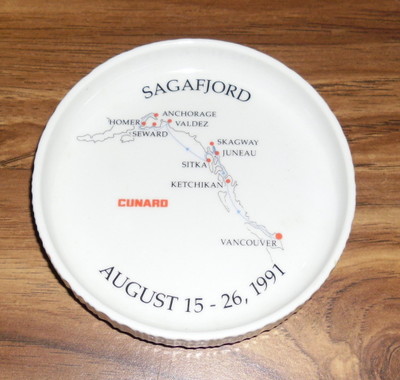 SAGAFJORD
ANCHORAGE
HOMER
VALDEZ
SEWARD
SKAGWAY
JUNEAU
SITKA
KETCHIKAN
CUNARD
VANCOUVER
AUGUST 15 - 26, 1991